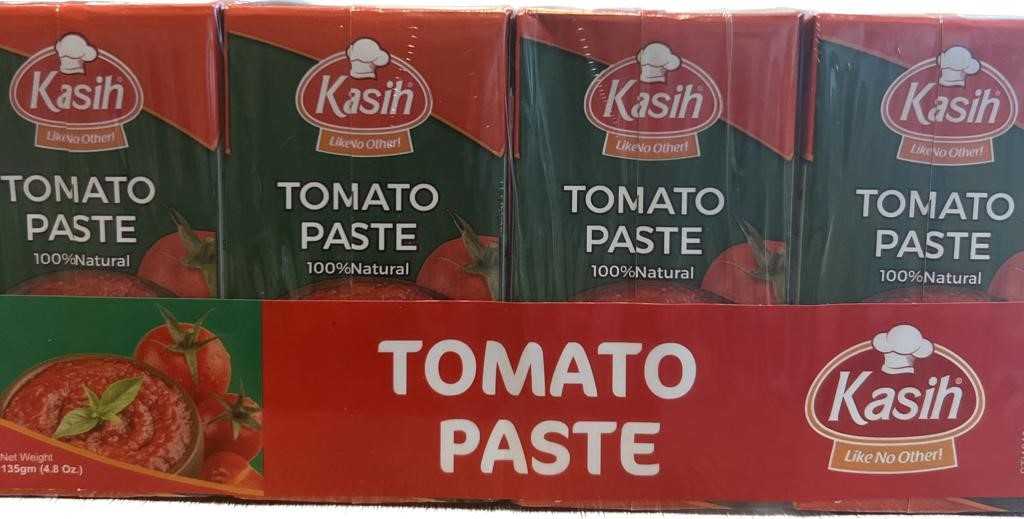 Kasih
Like No Other!
TOMATO
PASTE
100%Natural
Kasih
Like No Other!
TOMATO
PASTE
100%Natural
Kasih
Like No Other!
TOMATO
PASTE
100%Natural
Kasih
Like No Other!
TOMATO
PASTE
100%Natural
Net Weight
135gm (4.8 Oz.)
TOMATO
PASTE
Kasih
Like No Other!